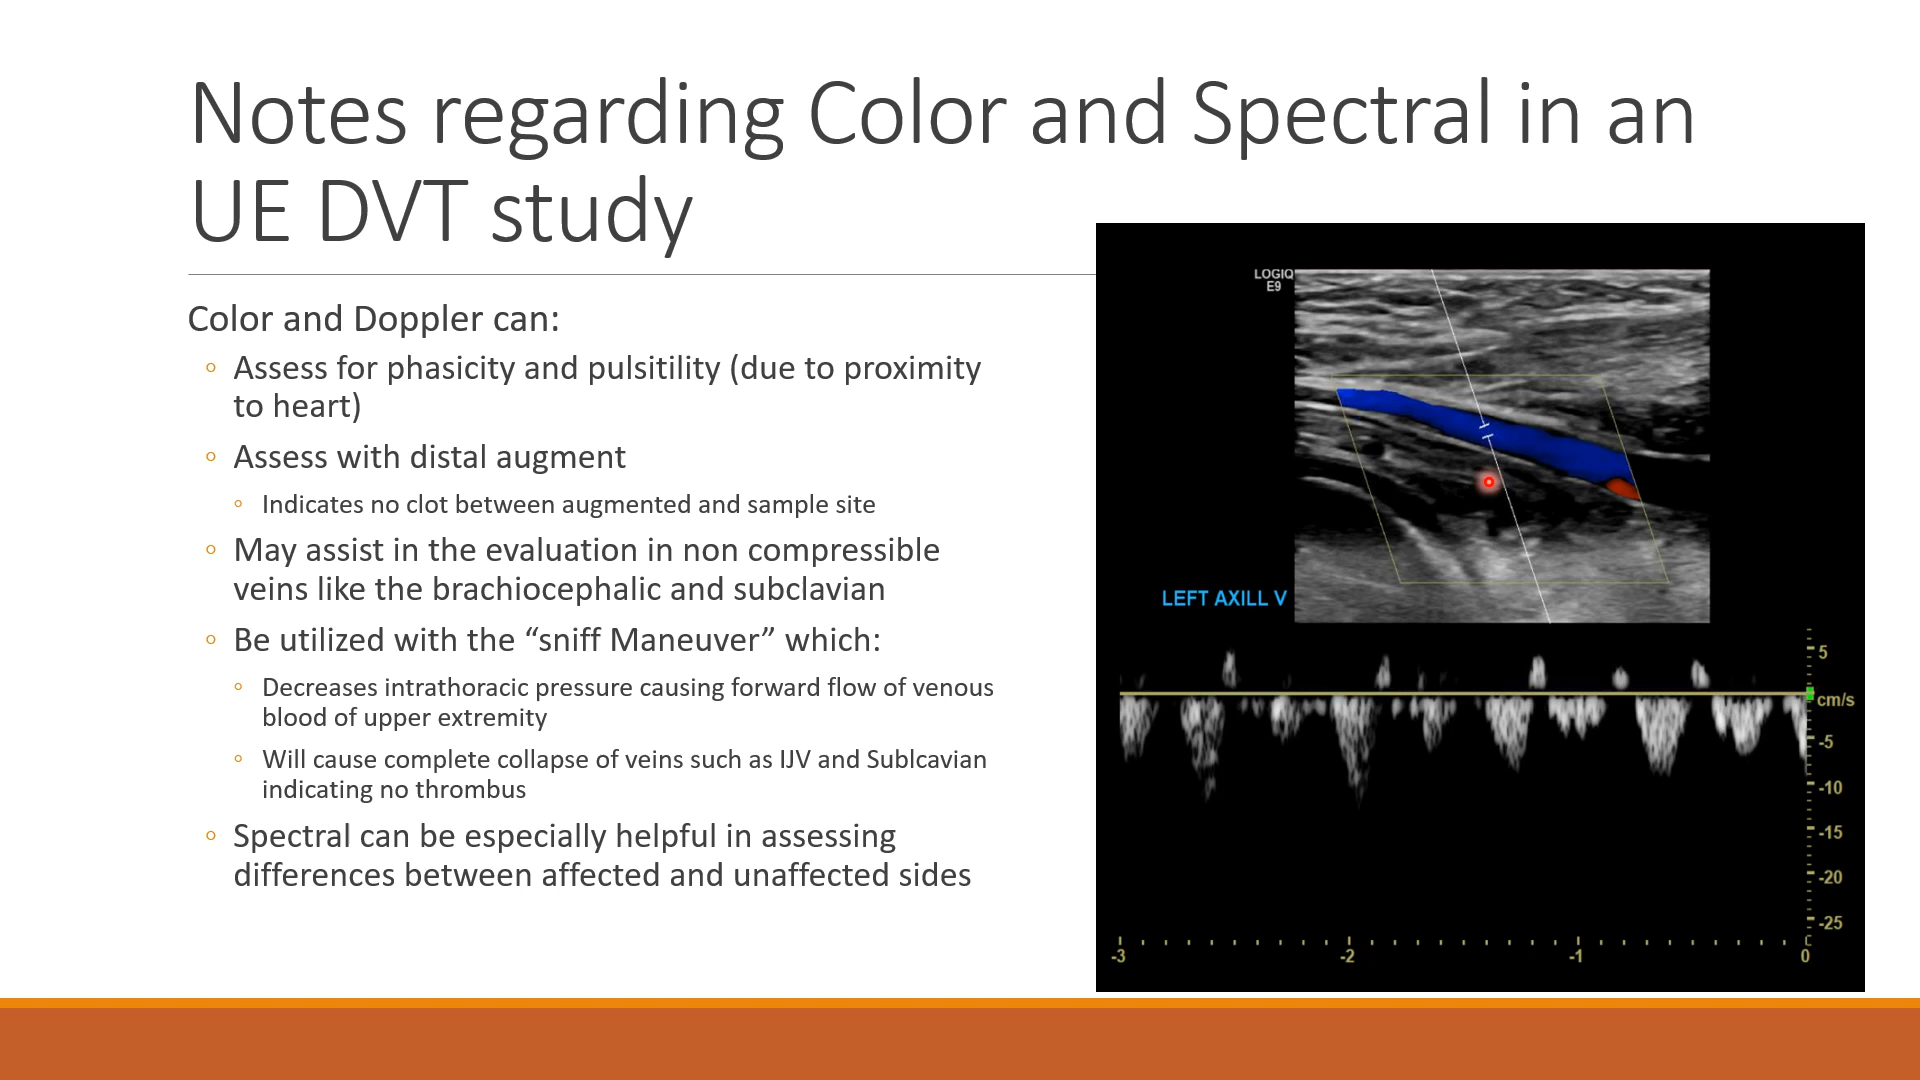 Notes regarding Color and Spectral in an
UE DVT study
Color and Doppler can:
◦ Assess for phasicity and pulsitility (due to proximity
to heart)
◦ Assess with distal augment
◦ Indicates no clot between augmented and sample site
◦ May assist in the evaluation in non compressible
veins like the brachiocephalic and subclavian
◦ Be utilized with the “sniff Maneuver” which:
◦ Decreases intrathoracic pressure causing forward flow of venous
blood of upper extremity
◦ Will cause complete collapse of veins such as IJV and Sublcavian
indicating no thrombus
◦ Spectral can be especially helpful in assessing
differences between affected and unaffected sides
LOGIQ
E9
LEFT AXILL V
5
cm/s
-5
-10
-15
-20
-25
-3 -2 -1 0